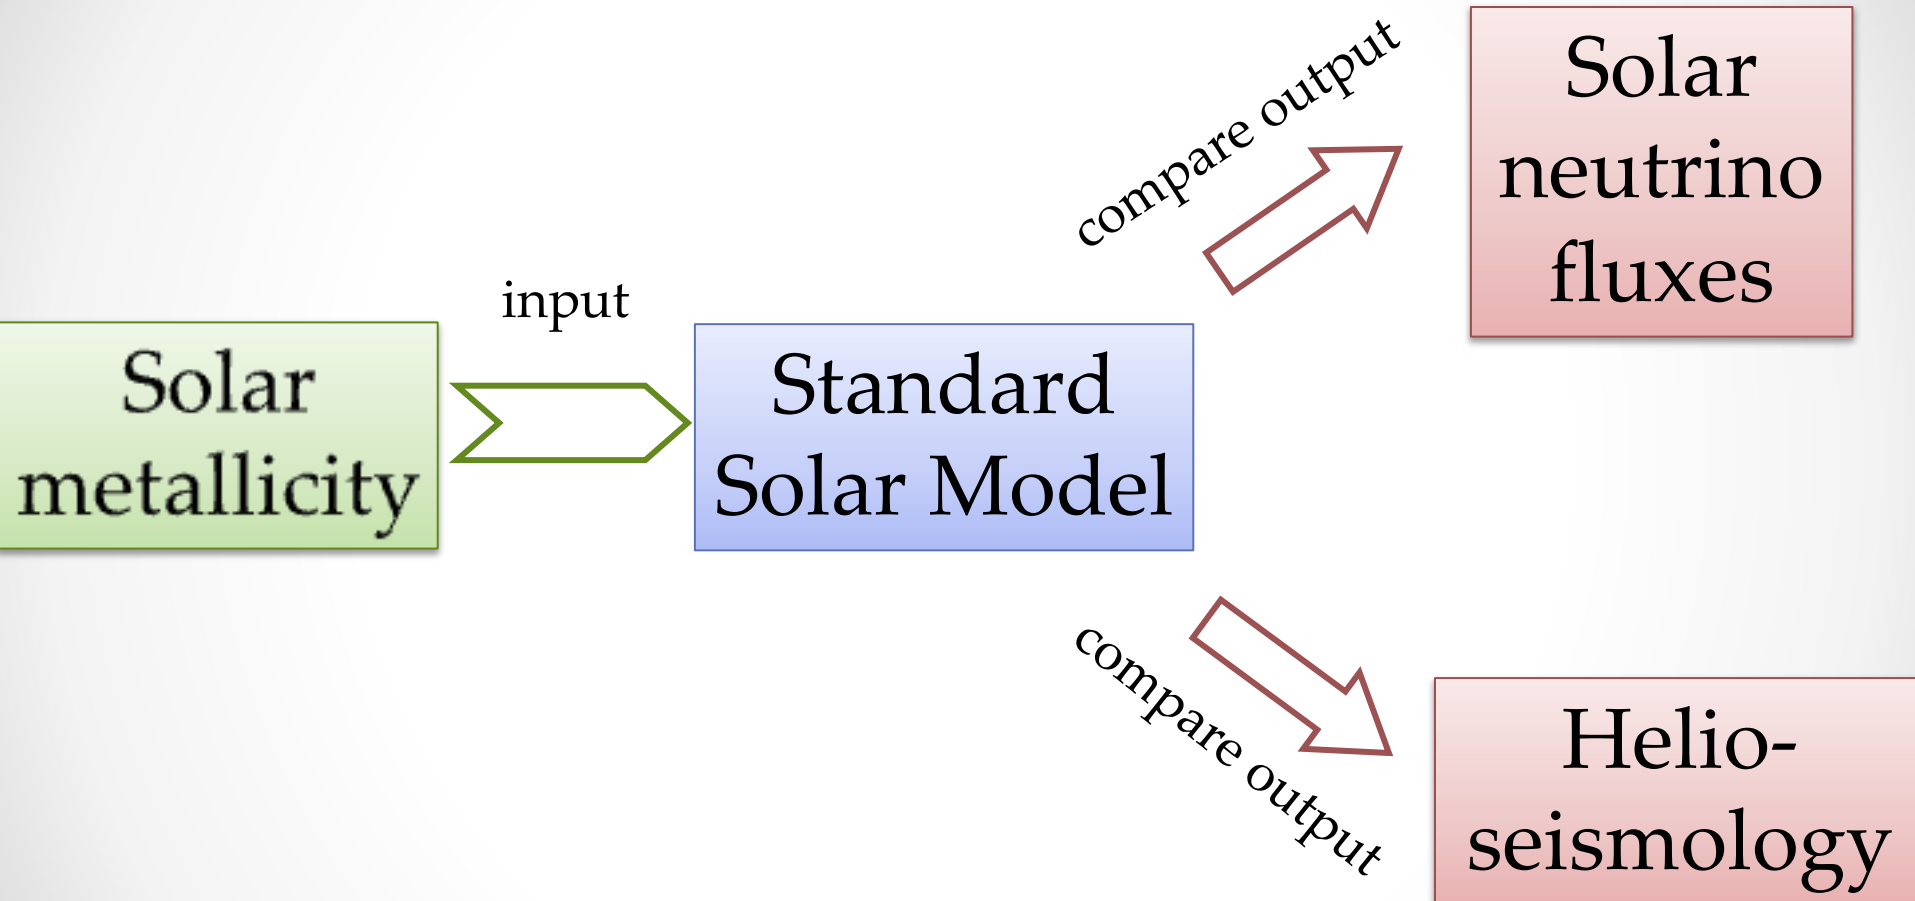 Solar
metallicity
input
Standard
Solar Model
compare output
Solar
neutrino
fluxes
compare output
Helio-
seismology